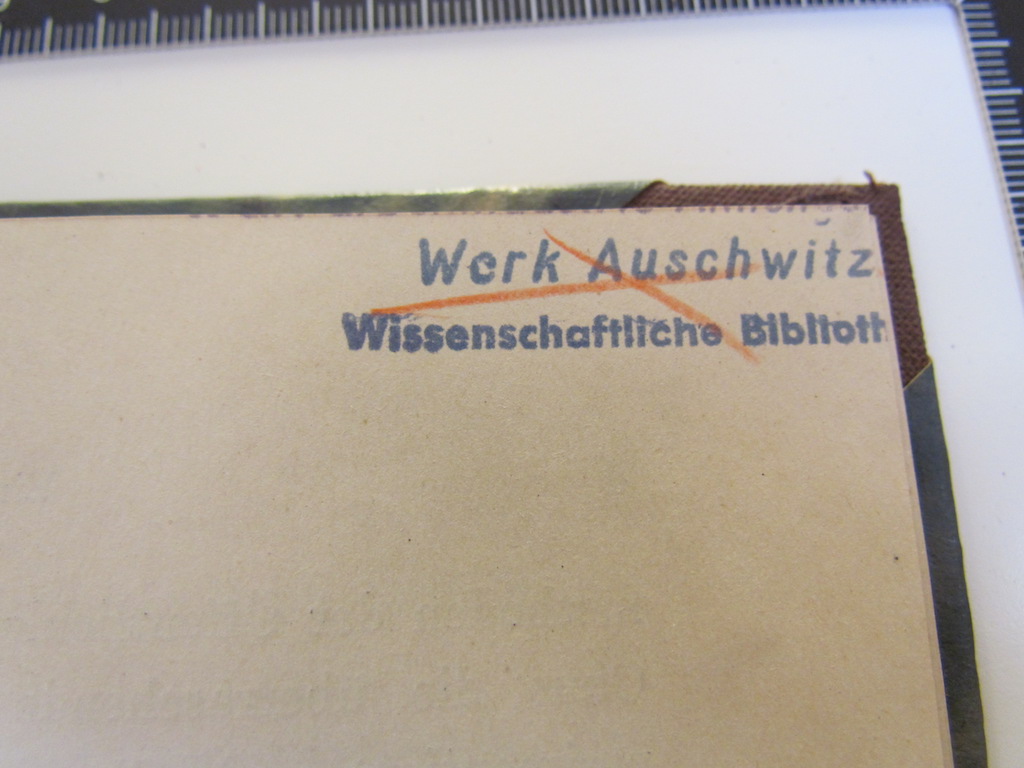 Werk Auschwitz
Wissenschaftliche Biblioth